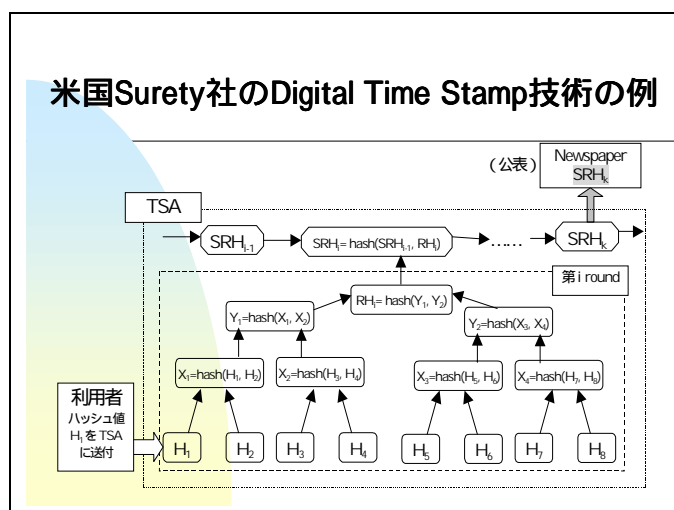 米国Surety社のDigital Time Stamp技術の例
(公表)
Newspaper
SRHk
TSA
SRHi-1
SRHi= hash(SRHi-1, RHi)
......
SRHk
第i round
RHi= hash(Y1, Y2)
Y1=hash(X1, X2)
Y2=hash(X3, X4)
X1=hash(H1, H2)
X2=hash(H3, H4)
X3=hash(H5, H6)
X4=hash(H7, H8)
利用者
ハッシュ値
H1をTSA
に送付
H1
H2
H3
H4
H5
H6
H7
H8